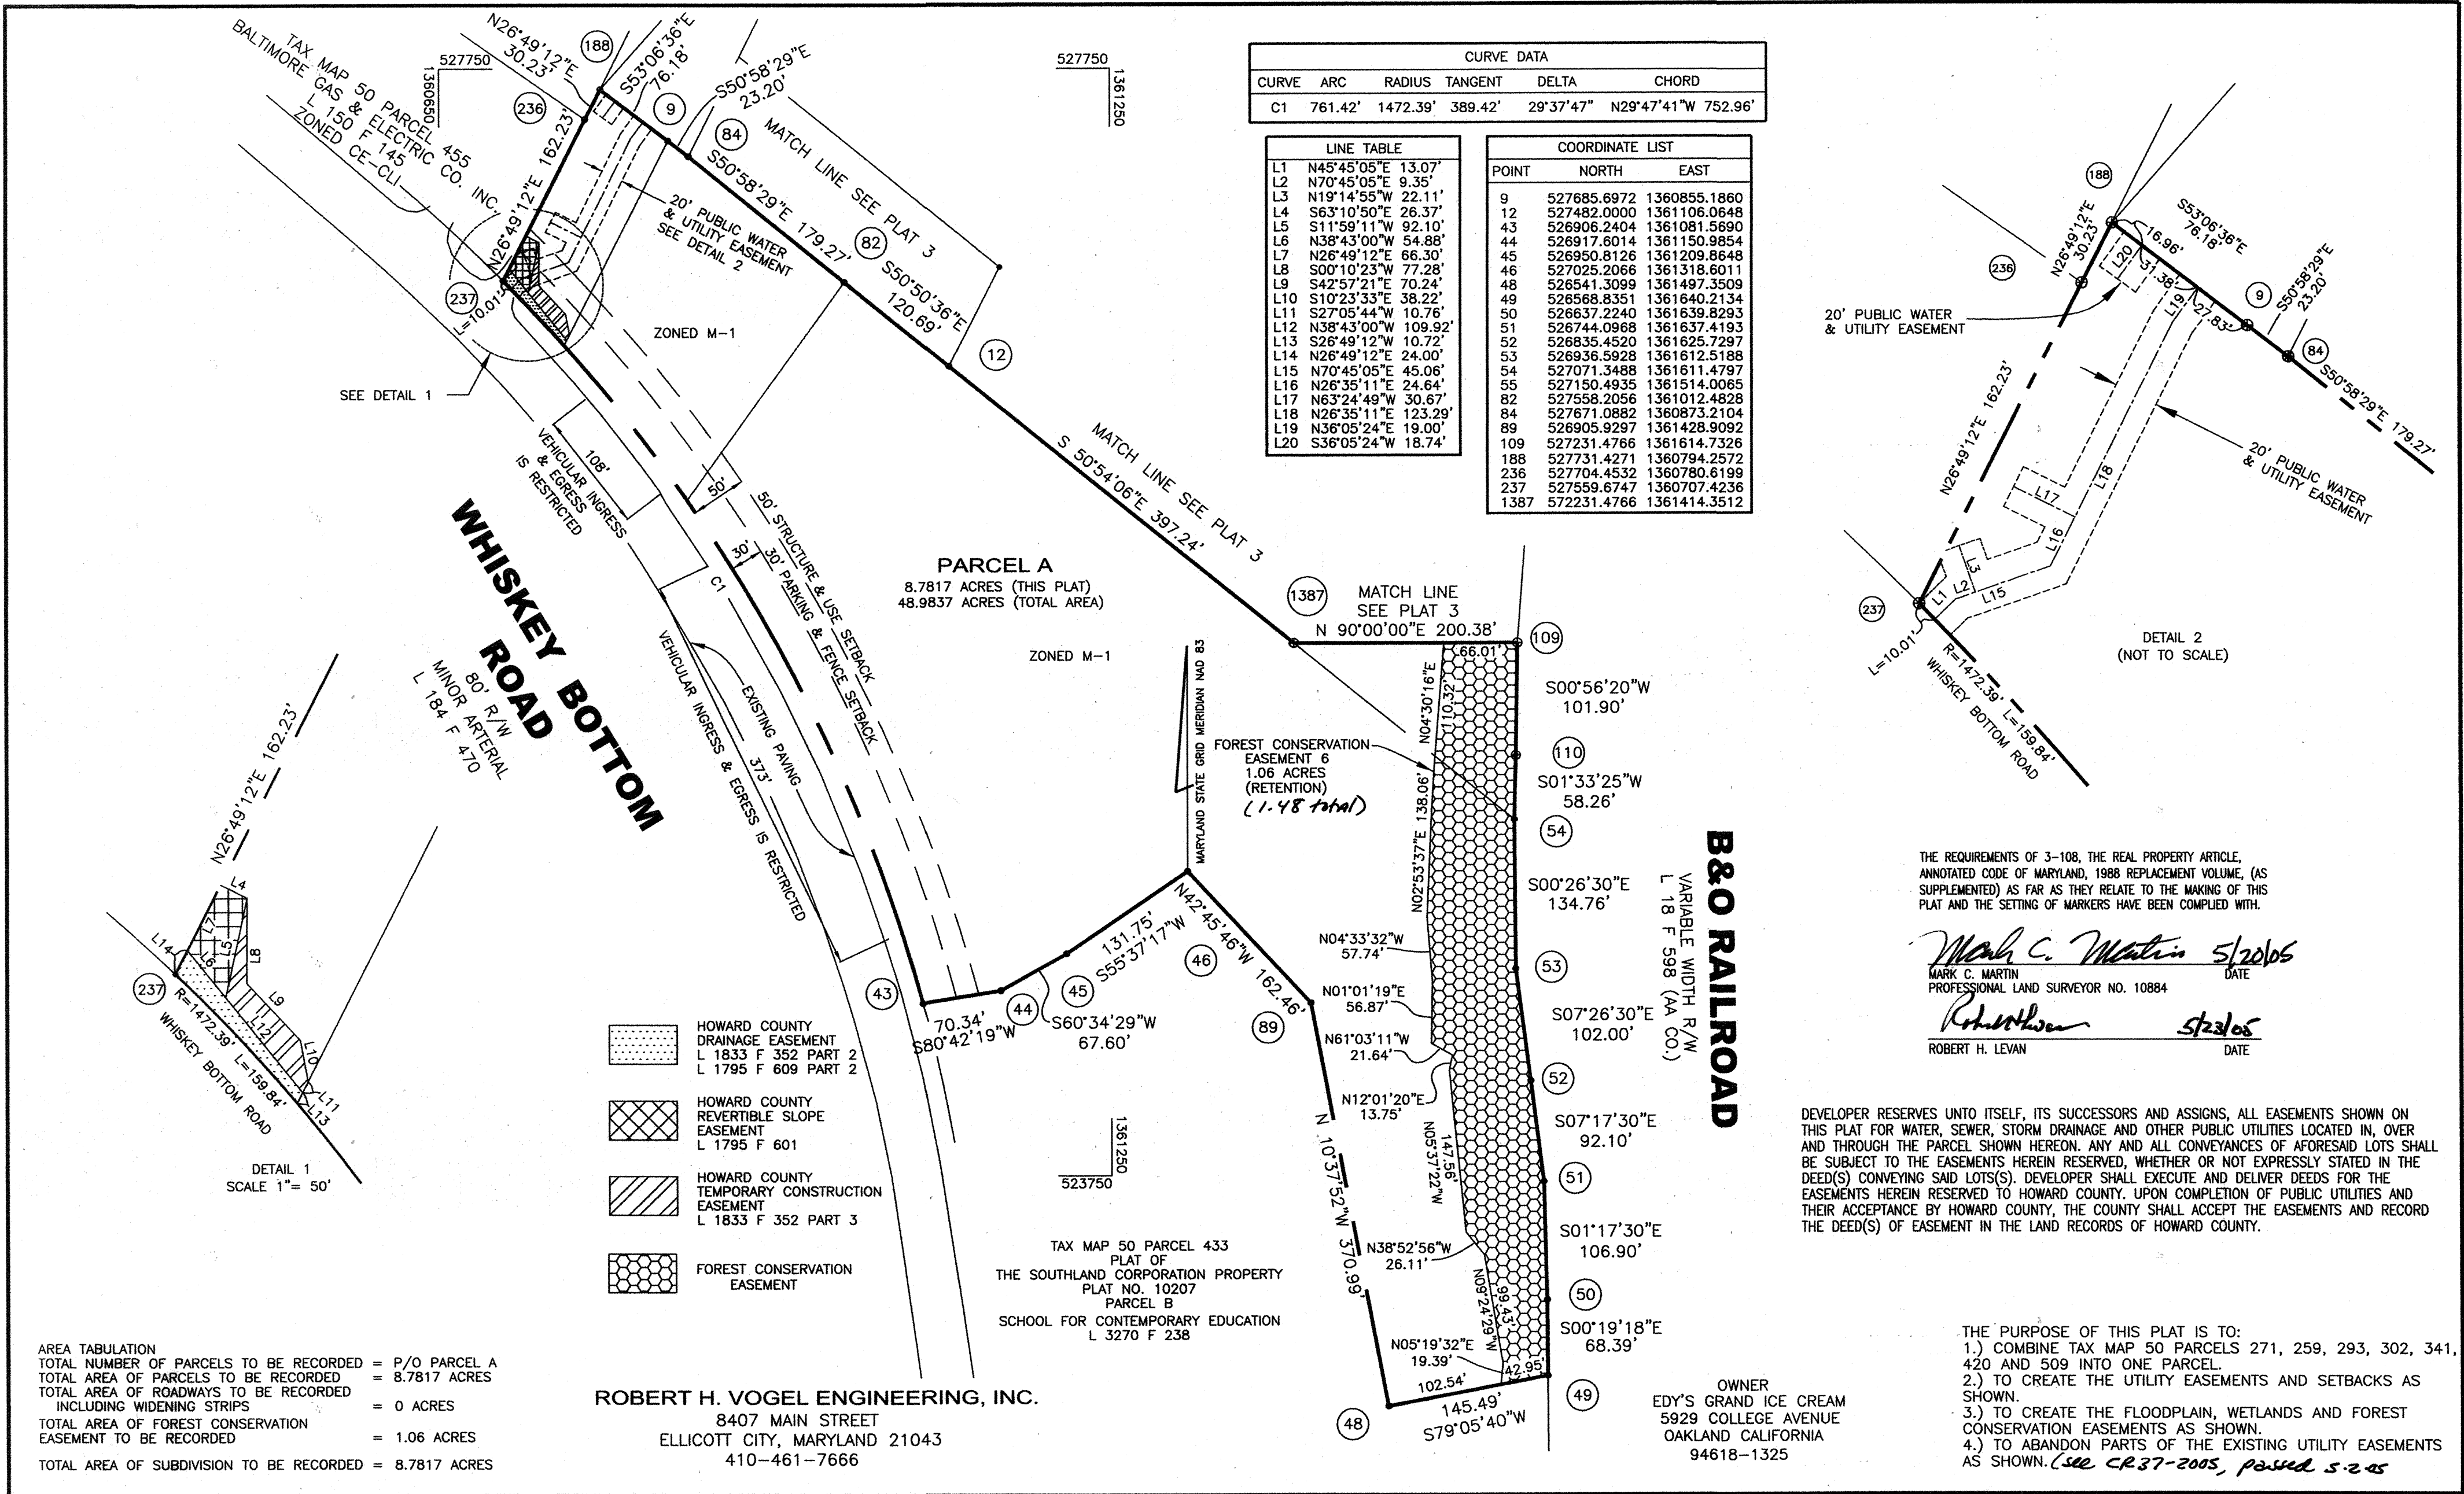 TAX MAP 50 PARCEL 455
BALTIMORE GAS & ELECTRIC CO. INC.
L 150 F 145
ZONED CE-CLI
N26°49'12"E
30.23'
188
S53°06'36"E
76.18'
S50°58'29"E
23.20'
527750
1360650
236
9
84
527750
1361250
N26°49'12"E 162.23'
S50°58'29"E 179.27'
MATCH LINE SEE PLAT 3
20' PUBLIC WATER
& UTILITY EASEMENT
SEE DETAIL 2
82
S50°50'36"E
120.69'
237
L=10.01'
ZONED M-1
12
SEE DETAIL 1
108'
VEHICULAR INGRESS
& EGRESS
IS RESTRICTED
MATCH LINE SEE PLAT 3
S 50°54'06"E 397.24'
50'
50' STRUCTURE & USE SETBACK
30'
30' PARKING & FENCE SETBACK
C1
WHISKEY BOTTOM
ROAD
80' R/W
MINOR ARTERIAL
L 184 F 470
PARCEL A
8.7817 ACRES (THIS PLAT)
48.9837 ACRES (TOTAL AREA)
ZONED M-1
1387
MATCH LINE
SEE PLAT 3
N 90°00'00"E 200.38'
109
EXISTING PAVING
373'
VEHICULAR INGRESS & EGRESS IS RESTRICTED
MARYLAND STATE GRID MERIDIAN NAD 83
66.01'
N04°30'16"E
110.32'
S00°56'20"W
101.90'
110
FOREST CONSERVATION
EASEMENT 6
1.06 ACRES
(RETENTION)
(1.48 total)
S01°33'25"W
58.26'
54
N02°53'37"E 138.06'
S00°26'30"E
134.76'
N04°33'32"W
57.74'
53
N01°01'19"E
56.87'
S07°26'30"E
102.00'
N61°03'11"W
21.64'
52
N12°01'20"E
13.75'
S07°17'30"E
92.10'
147.56'
N05°37'22"W
51
N38°52'56"W
26.11'
S01°17'30"E
106.90'
50
99.43'
N09°24'29"W
S00°19'18"E
68.39'
N05°19'32"E
19.39'
42.95'
102.54'
145.49'
S79°05'40"W
48
49
N 10°37'52"W 370.99'
89
N42°45'46"W 162.46'
46
131.75'
S55°37'17"W
45
S60°34'29"W
67.60'
44
70.34'
S80°42'19"W
43
B&O RAILROAD
VARIABLE WIDTH R/W
L 18 F 598 (AA CO.)
1361250
523750
TAX MAP 50 PARCEL 433
PLAT OF
THE SOUTHLAND CORPORATION PROPERTY
PLAT NO. 10207
PARCEL B
SCHOOL FOR CONTEMPORARY EDUCATION
L 3270 F 238
CURVE DATA
CURVE ARC RADIUS TANGENT DELTA CHORD
C1 761.42' 1472.39' 389.42' 29°37'47" N29°47'41"W 752.96'
LINE TABLE
L1 N45°45'05"E 13.07'
L2 N70°45'05"E 9.35'
L3 N19°14'55"W 22.11'
L4 S63°10'50"E 26.37'
L5 S11°59'11"W 92.10'
L6 N38°43'00"W 54.88'
L7 N26°49'12"E 66.30'
L8 S00°10'23"W 77.28'
L9 S42°57'21"E 70.24'
L10 S10°23'33"E 38.22'
L11 S27°05'44"W 10.76'
L12 N38°43'00"W 109.92'
L13 S26°49'12"W 10.72'
L14 N26°49'12"E 24.00'
L15 N70°45'05"E 45.06'
L16 N26°35'11"E 24.64'
L17 N63°24'49"W 30.67'
L18 N26°35'11"E 123.29'
L19 N36°05'24"E 19.00'
L20 S36°05'24"W 18.74'
COORDINATE LIST
POINT NORTH EAST
9 527685.6972 1360855.1860
12 527482.0000 1361106.0648
43 526906.2404 1361081.5690
44 526917.6014 1361150.9854
45 526950.8126 1361209.8648
46 527025.2066 1361318.6011
48 526541.3099 1361497.3509
49 526568.8351 1361640.2134
50 526637.2240 1361639.8293
51 526744.0968 1361637.4193
52 526835.4520 1361625.7297
53 526936.5928 1361612.5188
54 527071.3488 1361611.4797
55 527150.4935 1361514.0065
82 527558.2056 1361012.4828
84 527671.0882 1360873.2104
89 526905.9297 1361428.9092
109 527231.4766 1361614.7326
188 527731.4271 1360794.2572
236 527704.4532 1360780.6199
237 527559.6747 1360707.4236
1387 572231.4766 1361414.3512
188
S53°06'36"E
76.18'
N26°49'12"E
30.23'
16.96'
L20
31.38'
236
L19
27.83'
9
S50°58'29"E
23.20'
84
S50°58'29"E 179.27'
20' PUBLIC WATER
& UTILITY EASEMENT
N26°49'12"E 162.23'
20' PUBLIC WATER
& UTILITY EASEMENT
L17
L18
L16
L3
L1
L2
L15
237
L=10.01'
R=1472.39' L=159.84'
WHISKEY BOTTOM ROAD
DETAIL 2
(NOT TO SCALE)
N26°49'12"E 162.23'
L4
L7
L5
L8
L14
L6
237
L9
L12
L10
L11
L13
R=1472.39' L=159.84'
WHISKEY BOTTOM ROAD
DETAIL 1
SCALE 1"= 50'
HOWARD COUNTY
DRAINAGE EASEMENT
L 1833 F 352 PART 2
L 1795 F 609 PART 2
HOWARD COUNTY
REVERTIBLE SLOPE
EASEMENT
L 1795 F 601
HOWARD COUNTY
TEMPORARY CONSTRUCTION
EASEMENT
L 1833 F 352 PART 3
FOREST CONSERVATION
EASEMENT
THE REQUIREMENTS OF 3-108, THE REAL PROPERTY ARTICLE,
ANNOTATED CODE OF MARYLAND, 1988 REPLACEMENT VOLUME, (AS
SUPPLEMENTED) AS FAR AS THEY RELATE TO THE MAKING OF THIS
PLAT AND THE SETTING OF MARKERS HAVE BEEN COMPLIED WITH.
Mark C. Martin 5/20/05
MARK C. MARTIN DATE
PROFESSIONAL LAND SURVEYOR NO. 10884
5/23/05
ROBERT H. LEVAN DATE
DEVELOPER RESERVES UNTO ITSELF, ITS SUCCESSORS AND ASSIGNS, ALL EASEMENTS SHOWN ON
THIS PLAT FOR WATER, SEWER, STORM DRAINAGE AND OTHER PUBLIC UTILITIES LOCATED IN, OVER
AND THROUGH THE PARCEL SHOWN HEREON. ANY AND ALL CONVEYANCES OF AFORESAID LOTS SHALL
BE SUBJECT TO THE EASEMENTS HEREIN RESERVED, WHETHER OR NOT EXPRESSLY STATED IN THE
DEED(S) CONVEYING SAID LOTS(S). DEVELOPER SHALL EXECUTE AND DELIVER DEEDS FOR THE
EASEMENTS HEREIN RESERVED TO HOWARD COUNTY. UPON COMPLETION OF PUBLIC UTILITIES AND
THEIR ACCEPTANCE BY HOWARD COUNTY, THE COUNTY SHALL ACCEPT THE EASEMENTS AND RECORD
THE DEED(S) OF EASEMENT IN THE LAND RECORDS OF HOWARD COUNTY.
AREA TABULATION
TOTAL NUMBER OF PARCELS TO BE RECORDED = P/O PARCEL A
TOTAL AREA OF PARCELS TO BE RECORDED = 8.7817 ACRES
TOTAL AREA OF ROADWAYS TO BE RECORDED
INCLUDING WIDENING STRIPS = 0 ACRES
TOTAL AREA OF FOREST CONSERVATION
EASEMENT TO BE RECORDED = 1.06 ACRES
TOTAL AREA OF SUBDIVISION TO BE RECORDED = 8.7817 ACRES
ROBERT H. VOGEL ENGINEERING, INC.
8407 MAIN STREET
ELLICOTT CITY, MARYLAND 21043
410-461-7666
OWNER
EDY'S GRAND ICE CREAM
5929 COLLEGE AVENUE
OAKLAND CALIFORNIA
94618-1325
THE PURPOSE OF THIS PLAT IS TO:
1.) COMBINE TAX MAP 50 PARCELS 271, 259, 293, 302, 341,
420 AND 509 INTO ONE PARCEL.
2.) TO CREATE THE UTILITY EASEMENTS AND SETBACKS AS
SHOWN.
3.) TO CREATE THE FLOODPLAIN, WETLANDS AND FOREST
CONSERVATION EASEMENTS AS SHOWN.
4.) TO ABANDON PARTS OF THE EXISTING UTILITY EASEMENTS
AS SHOWN. (see CR37-2005, passed 5-2-05